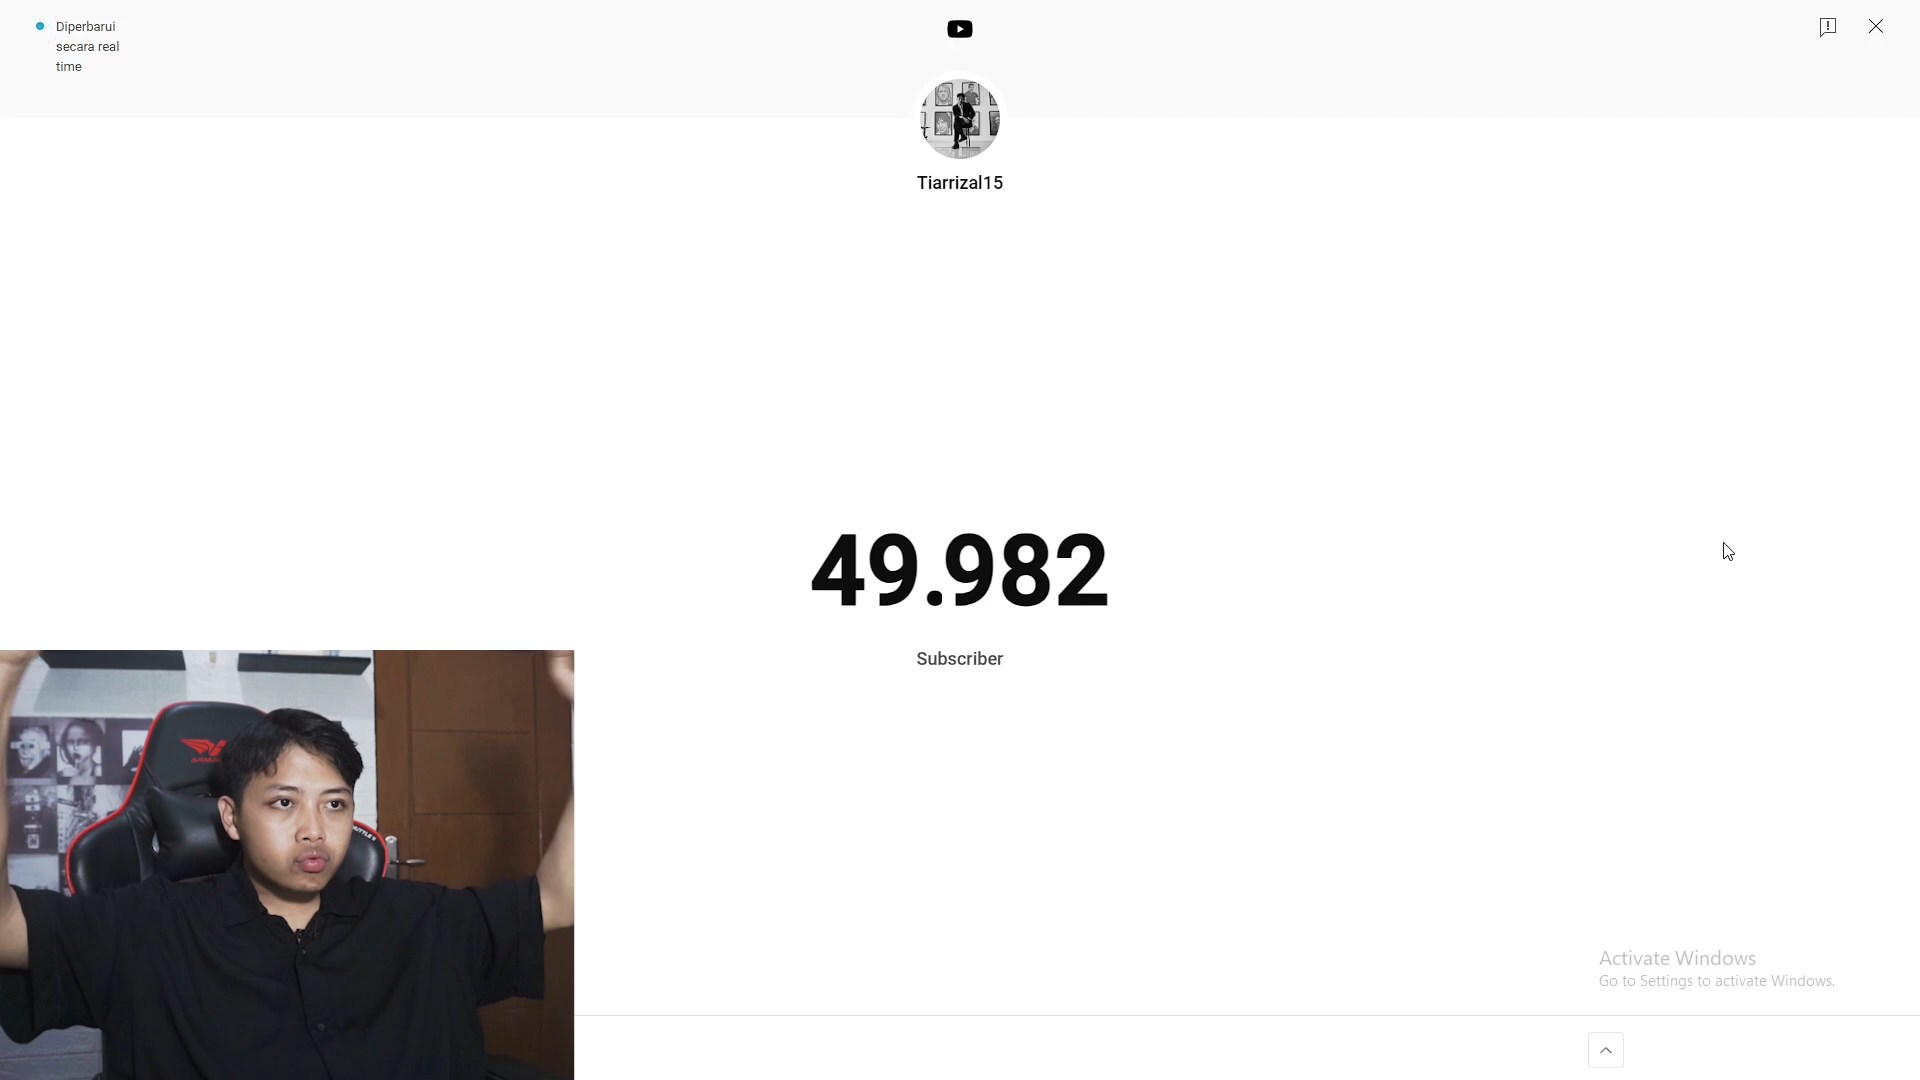 Diperbarui
secara real
time
Tiarrizal15
49.982
Subscriber
Activate Windows
Go to Settings to activate Windows.